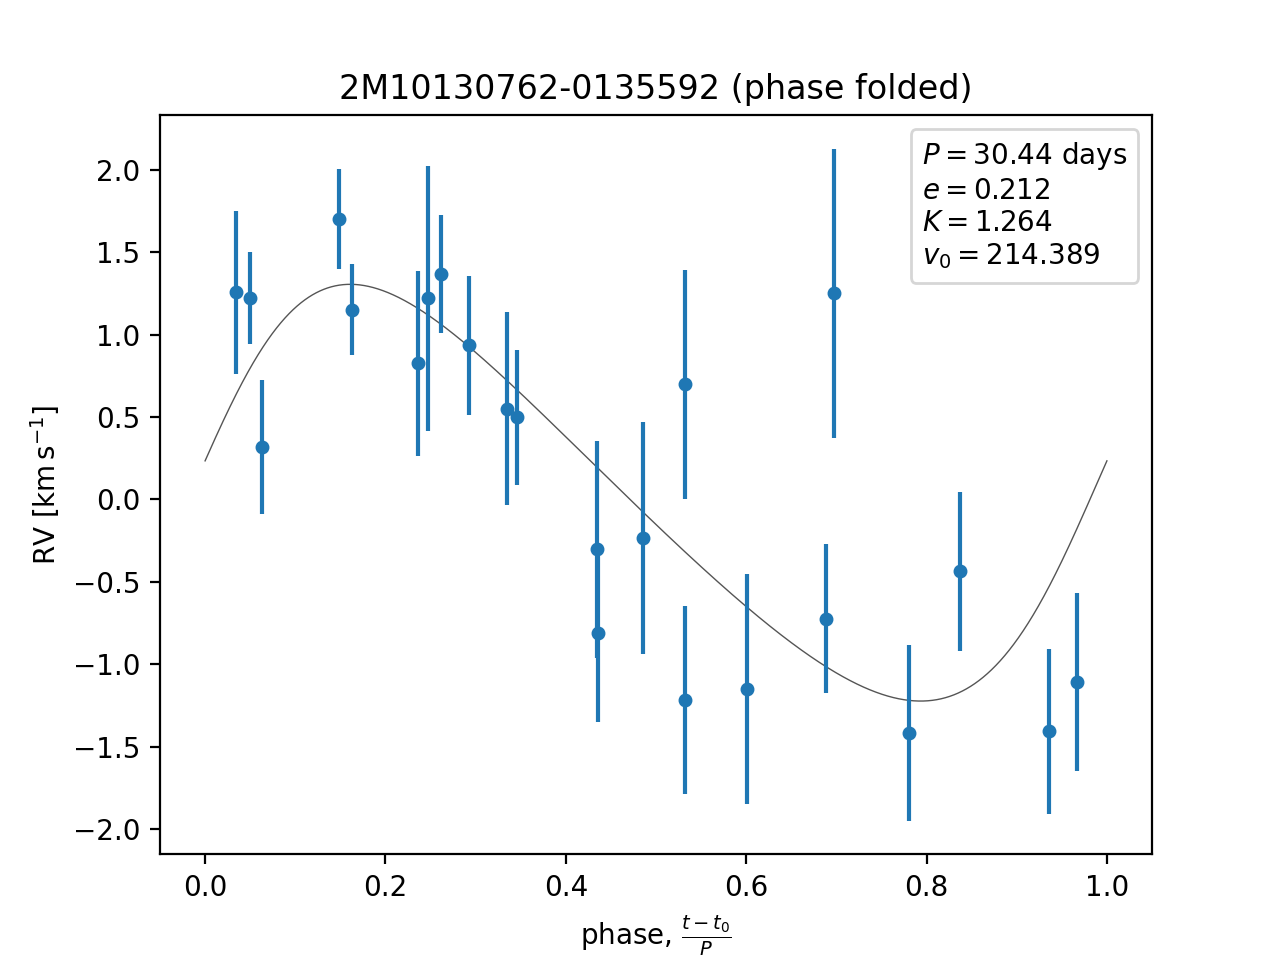 2M10130762-0135592 (phase folded)
P = 30.44 days
e = 0.212
K = 1.264
v₀ = 214.389
RV [km s⁻¹]
2.0
1.5
1.0
0.5
0.0
−0.5
−1.0
−1.5
−2.0
0.0 0.2 0.4 0.6 0.8 1.0
phase, (t − t₀)/P